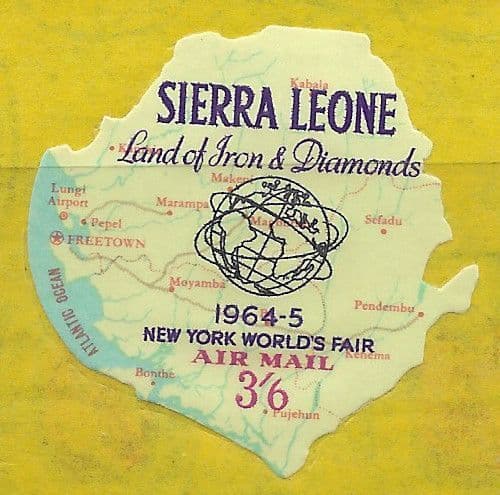 Kabala
SIERRA LEONE
Land of Iron & Diamonds
Makeni
Lungi
Airport
Marampa
Sefadu
Pepel
FREETOWN
Moyamba
ATLANTIC OCEAN
1964-5
Pendembu
NEW YORK WORLD'S FAIR
Kenema
AIR MAIL
Bonthe
3'6
Pujehun